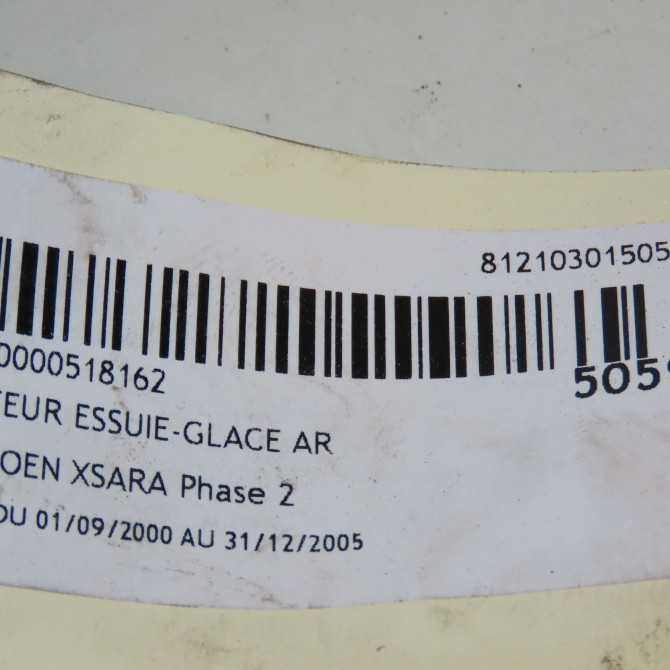 81210301505
0000518162
505
TEUR ESSUIE-GLACE AR
OEN XSARA Phase 2
DU 01/09/2000 AU 31/12/2005